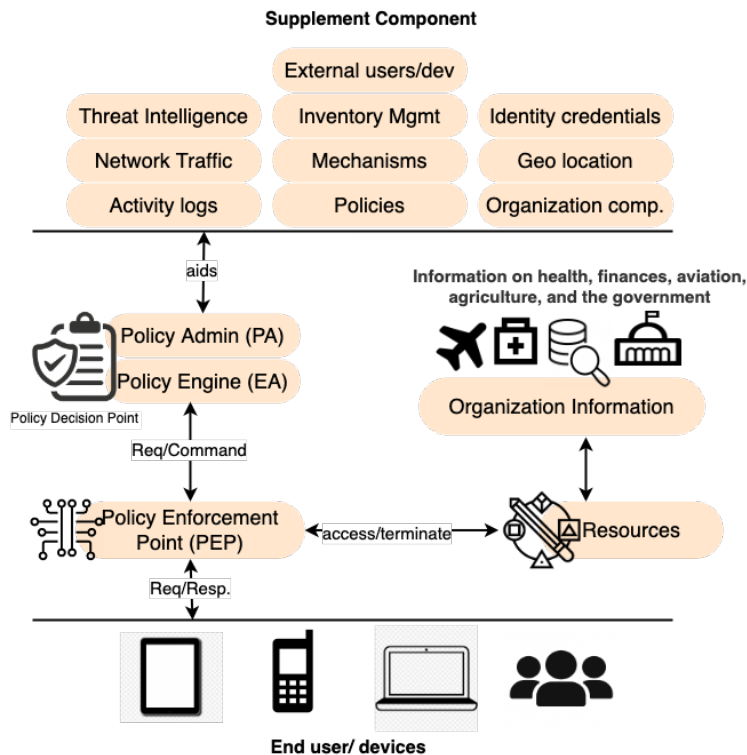 Supplement Component
External users/dev
Threat Intelligence
Inventory Mgmt
Identity credentials
Network Traffic
Mechanisms
Geo location
Activity logs
Policies
Organization comp.
aids
Information on health, finances, aviation,
agriculture, and the government
Policy Admin (PA)
Policy Engine (EA)
Policy Decision Point
Organization Information
Req/Command
Policy Enforcement
Point (PEP)
access/terminate
Resources
Req/Resp.
End user/ devices